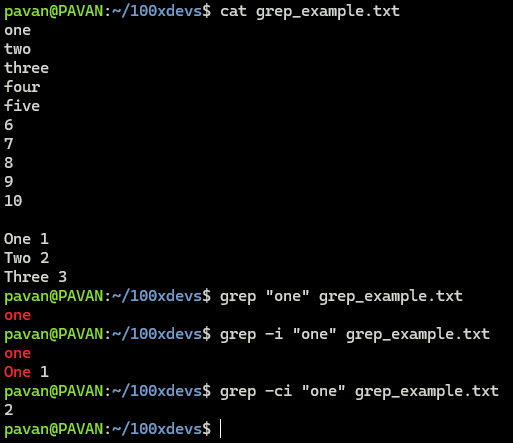 pavan@PAVAN:~/100xdevs$ cat grep_example.txt
one
two
three
four
five
6
7
8
9
10

One 1
Two 2
Three 3
pavan@PAVAN:~/100xdevs$ grep "one" grep_example.txt
one
pavan@PAVAN:~/100xdevs$ grep -i "one" grep_example.txt
one
One 1
pavan@PAVAN:~/100xdevs$ grep -ci "one" grep_example.txt
2
pavan@PAVAN:~/100xdevs$